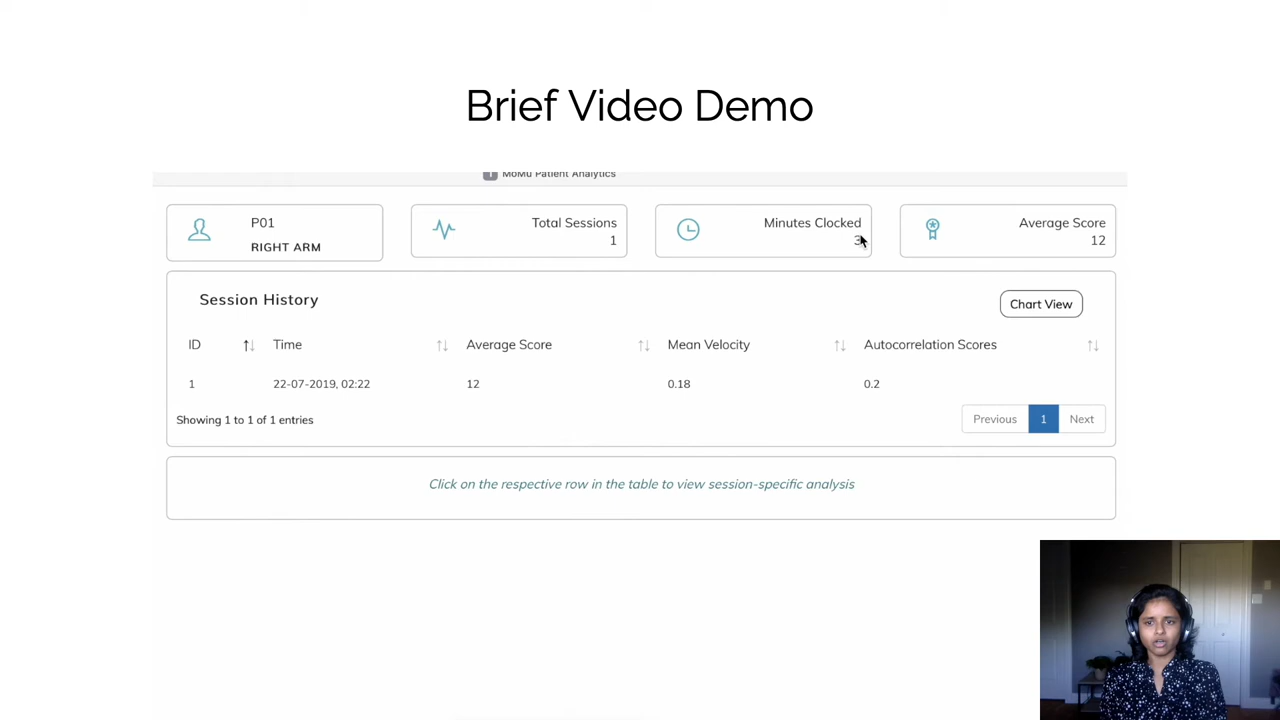 Brief Video Demo
MoMu Patient Analytics
P01
RIGHT ARM
Total Sessions
1
Minutes Clocked
3
Average Score
12
Session History
Chart View
ID Time Average Score Mean Velocity Autocorrelation Scores
1 22-07-2019, 02:22 12 0.18 0.2
Showing 1 to 1 of 1 entries
Previous 1 Next
Click on the respective row in the table to view session-specific analysis